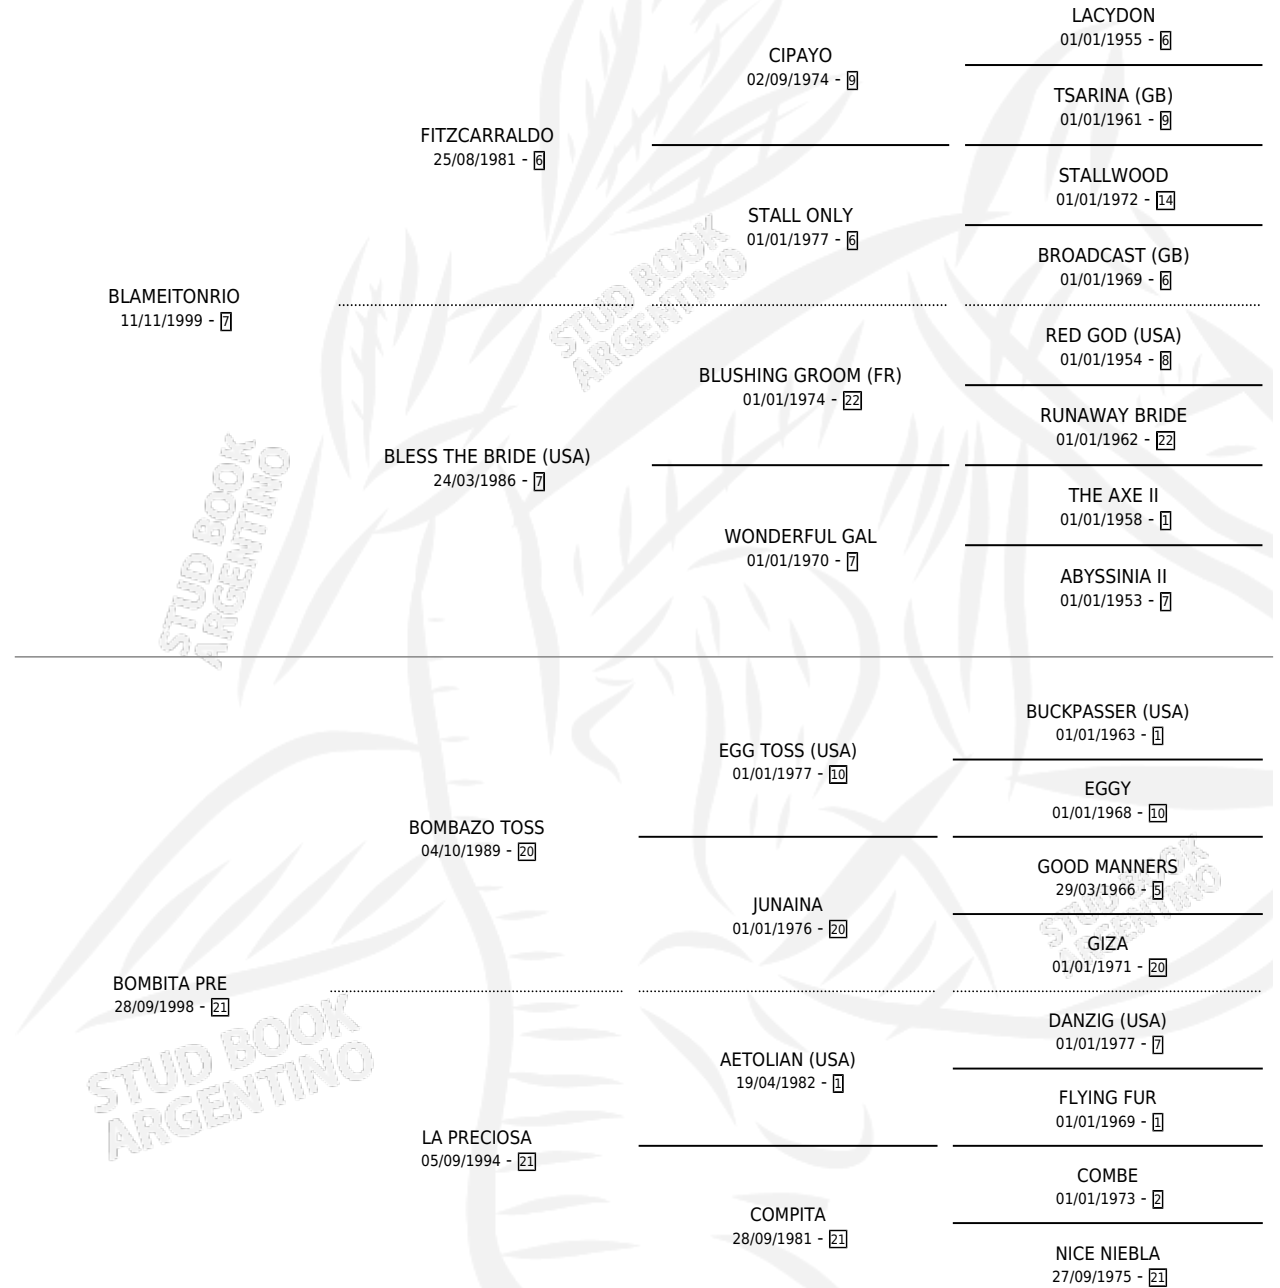 LACYDON
01/01/1955 - 6
CIPAYO
02/09/1974 - 9
TSARINA (GB)
01/01/1961 - 9
FITZCARRALDO
25/08/1981 - 6
STALLWOOD
01/01/1972 - 14
STALL ONLY
01/01/1977 - 6
BROADCAST (GB)
01/01/1969 - 6
BLAMEITONRIO
11/11/1999 - 7
STUD BOOK
ARGENTINO
RED GOD (USA)
01/01/1954 - 8
BLUSHING GROOM (FR)
01/01/1974 - 22
RUNAWAY BRIDE
01/01/1962 - 22
BLESS THE BRIDE (USA)
24/03/1986 - 7
THE AXE II
01/01/1958 - 1
WONDERFUL GAL
01/01/1970 - 7
ABYSSINIA II
01/01/1953 - 7
STUD BOOK
ARGENTINO
BUCKPASSER (USA)
01/01/1963 - 1
EGG TOSS (USA)
01/01/1977 - 10
EGGY
01/01/1968 - 10
BOMBAZO TOSS
04/10/1989 - 20
GOOD MANNERS
29/03/1966 - 5
JUNAINA
01/01/1976 - 20
GIZA
01/01/1971 - 20
STUD BOOK
ARGENTINO
BOMBITA PRE
28/09/1998 - 21
DANZIG (USA)
01/01/1977 - 7
AETOLIAN (USA)
19/04/1982 - 1
FLYING FUR
01/01/1969 - 1
STUD BOOK
ARGENTINO
LA PRECIOSA
05/09/1994 - 21
COMBE
01/01/1973 - 2
COMPITA
28/09/1981 - 21
NICE NIEBLA
27/09/1975 - 21